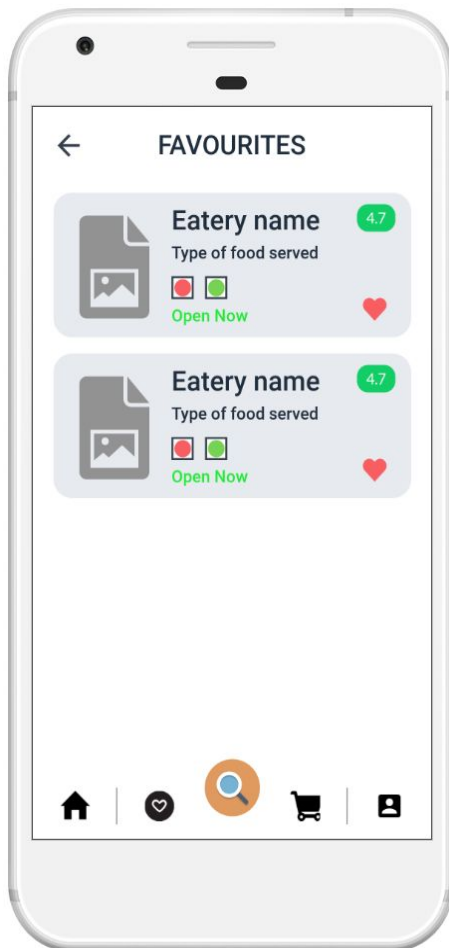 FAVOURITES
Eatery name
4.7
Type of food served
Open Now
Eatery name
4.7
Type of food served
Open Now